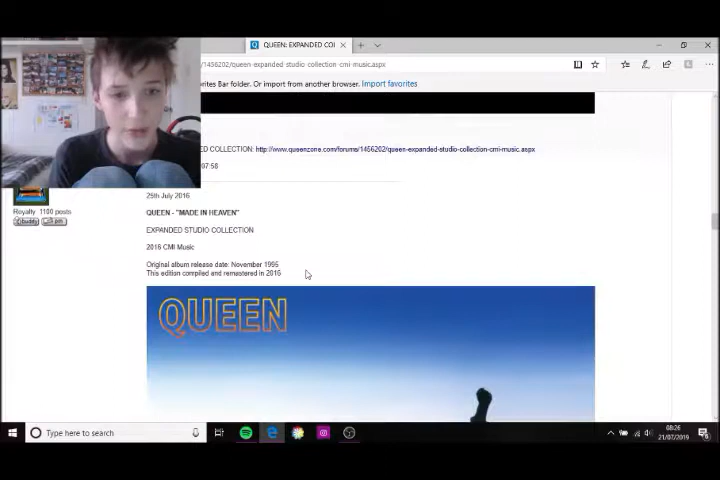 QUEEN: EXPANDED COl
/1456202/queen-expanded studio collection-cmi-music.aspx
rites Bar folder. Or import from another browser. Import favorites
ED COLLECTION: http://www.queenzone.com/forums/1456202/queen-expanded-studio-collection-cmi-music.aspx
07:58
25th July 2016
Royalty 1100 posts
QUEEN - "MADE IN HEAVEN"
EXPANDED STUDIO COLLECTION
2016 CMI Music
Original album release date: November 1995
This edition compiled and remastered in 2016
QUEEN
Type here to search
08:26
21/07/2019